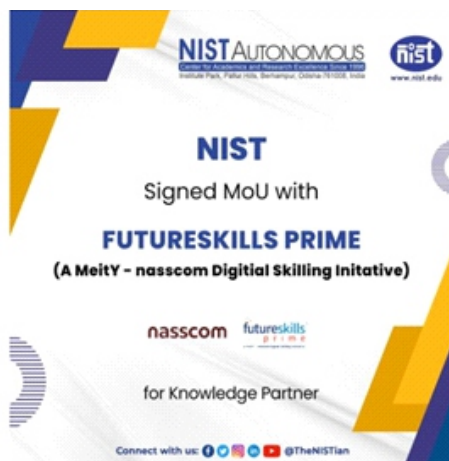 NIST AUTONOMOUS
Center for Academics and Research Excellence Since 1996
Institute Park, Pallur Hills, Berhampur, Odisha-761008, India
nist
www.nist.edu
NIST
Signed MoU with
FUTURESKILLS PRIME
(A MeitY - nasscom Digitial Skilling Initative)
nasscom
futureskills
prime
for Knowledge Partner
Connect with us: @TheNISTian